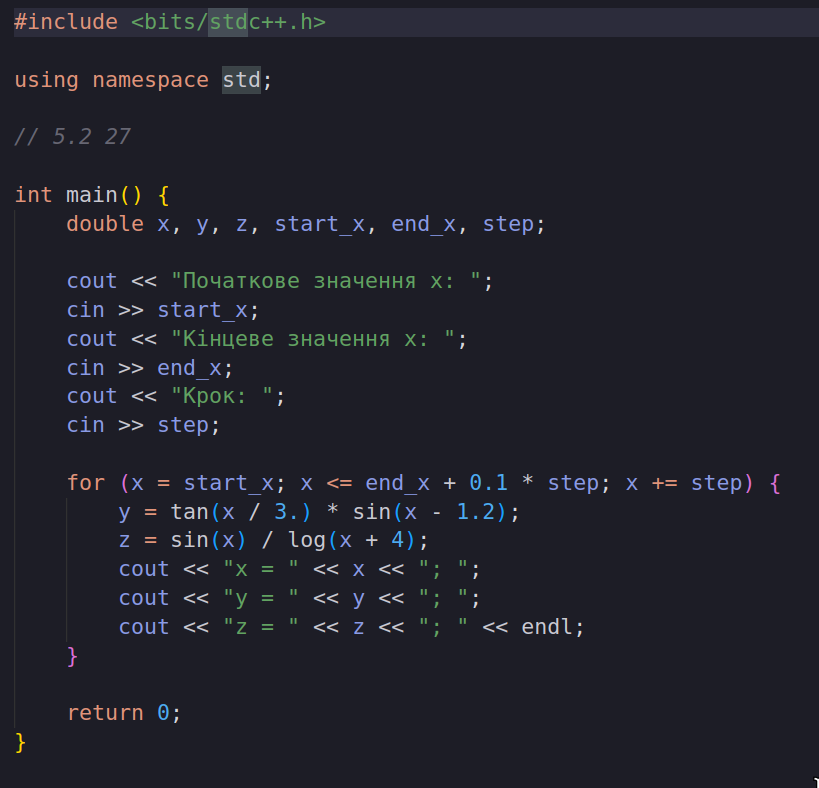 #include <bits/stdc++.h>
using namespace std;
// 5.2 27
int main() {
double x, y, z, start_x, end_x, step;
cout << "Початкове значення x: ";
cin >> start_x;
cout << "Кінцеве значення x: ";
cin >> end_x;
cout << "Крок: ";
cin >> step;
for (x = start_x; x <= end_x + 0.1 * step; x += step) {
y = tan(x / 3.) * sin(x - 1.2);
z = sin(x) / log(x + 4);
cout << "x = " << x << "; ";
cout << "y = " << y << "; ";
cout << "z = " << z << "; " << endl;
}
return 0;
}